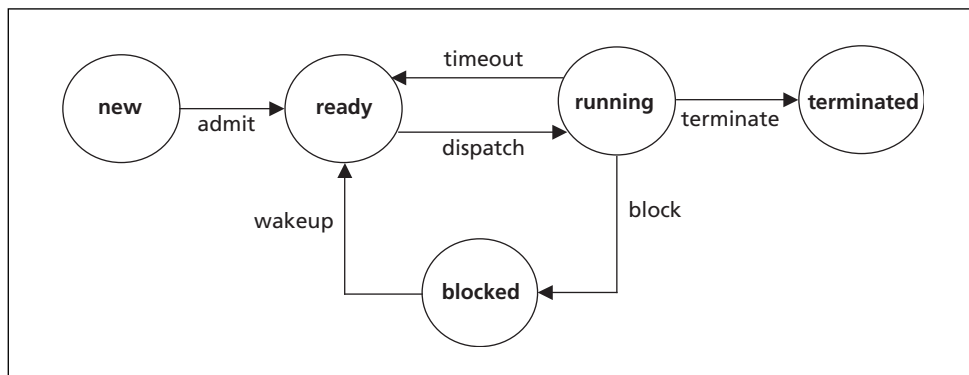 timeout
new
ready
running
terminated
admit
terminate
dispatch
wakeup
block
blocked